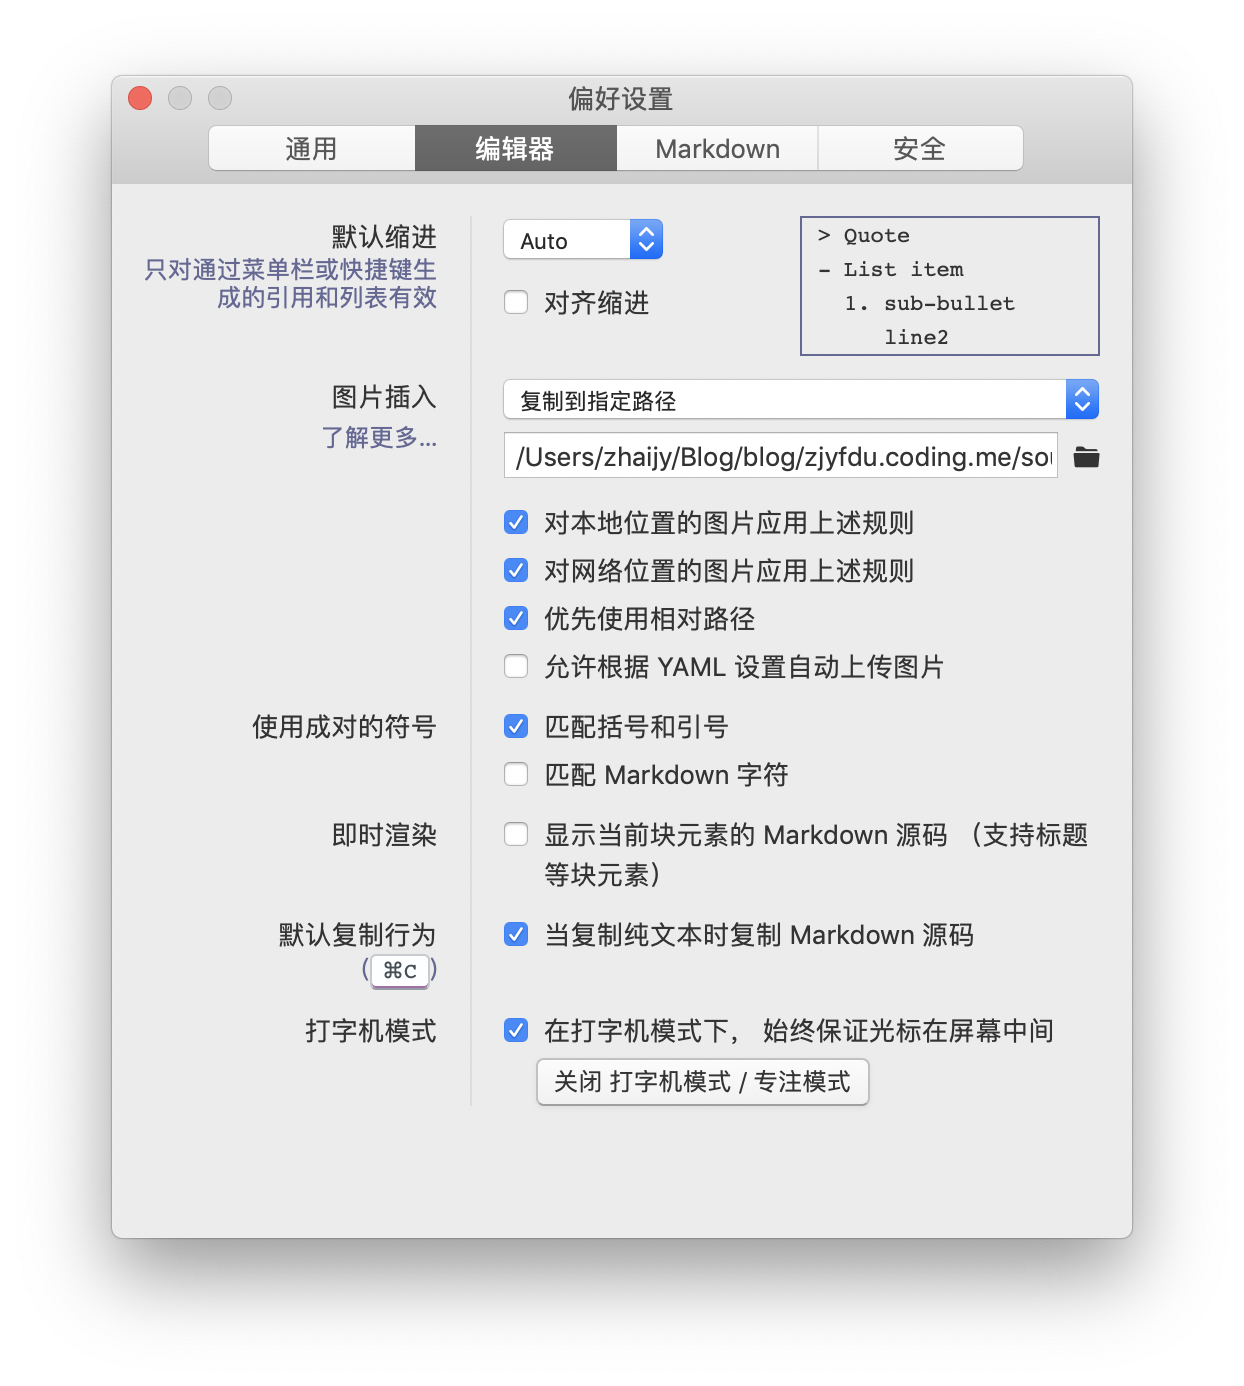 偏好设置
通用 编辑器 Markdown 安全
默认缩进
只对通过菜单栏或快捷键生
成的引用和列表有效
Auto
对齐缩进
> Quote
- List item
1. sub-bullet
line2
图片插入
了解更多...
复制到指定路径
/Users/zhaijy/Blog/blog/zjyfdu.coding.me/sou
对本地位置的图片应用上述规则
对网络位置的图片应用上述规则
优先使用相对路径
允许根据 YAML 设置自动上传图片
使用成对的符号
匹配括号和引号
匹配 Markdown 字符
即时渲染
显示当前块元素的 Markdown 源码 （支持标题
等块元素）
默认复制行为
(⌘C)
当复制纯文本时复制 Markdown 源码
打字机模式
在打字机模式下， 始终保证光标在屏幕中间
关闭 打字机模式 / 专注模式